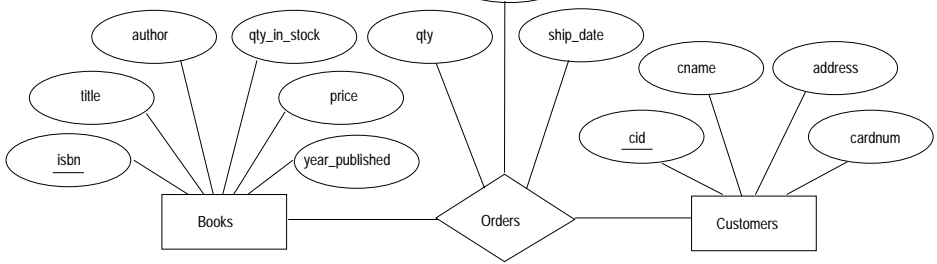 author
qty_in_stock
qty
ship_date
cname
address
title
price
cid
cardnum
isbn
year_published
Books
Orders
Customers